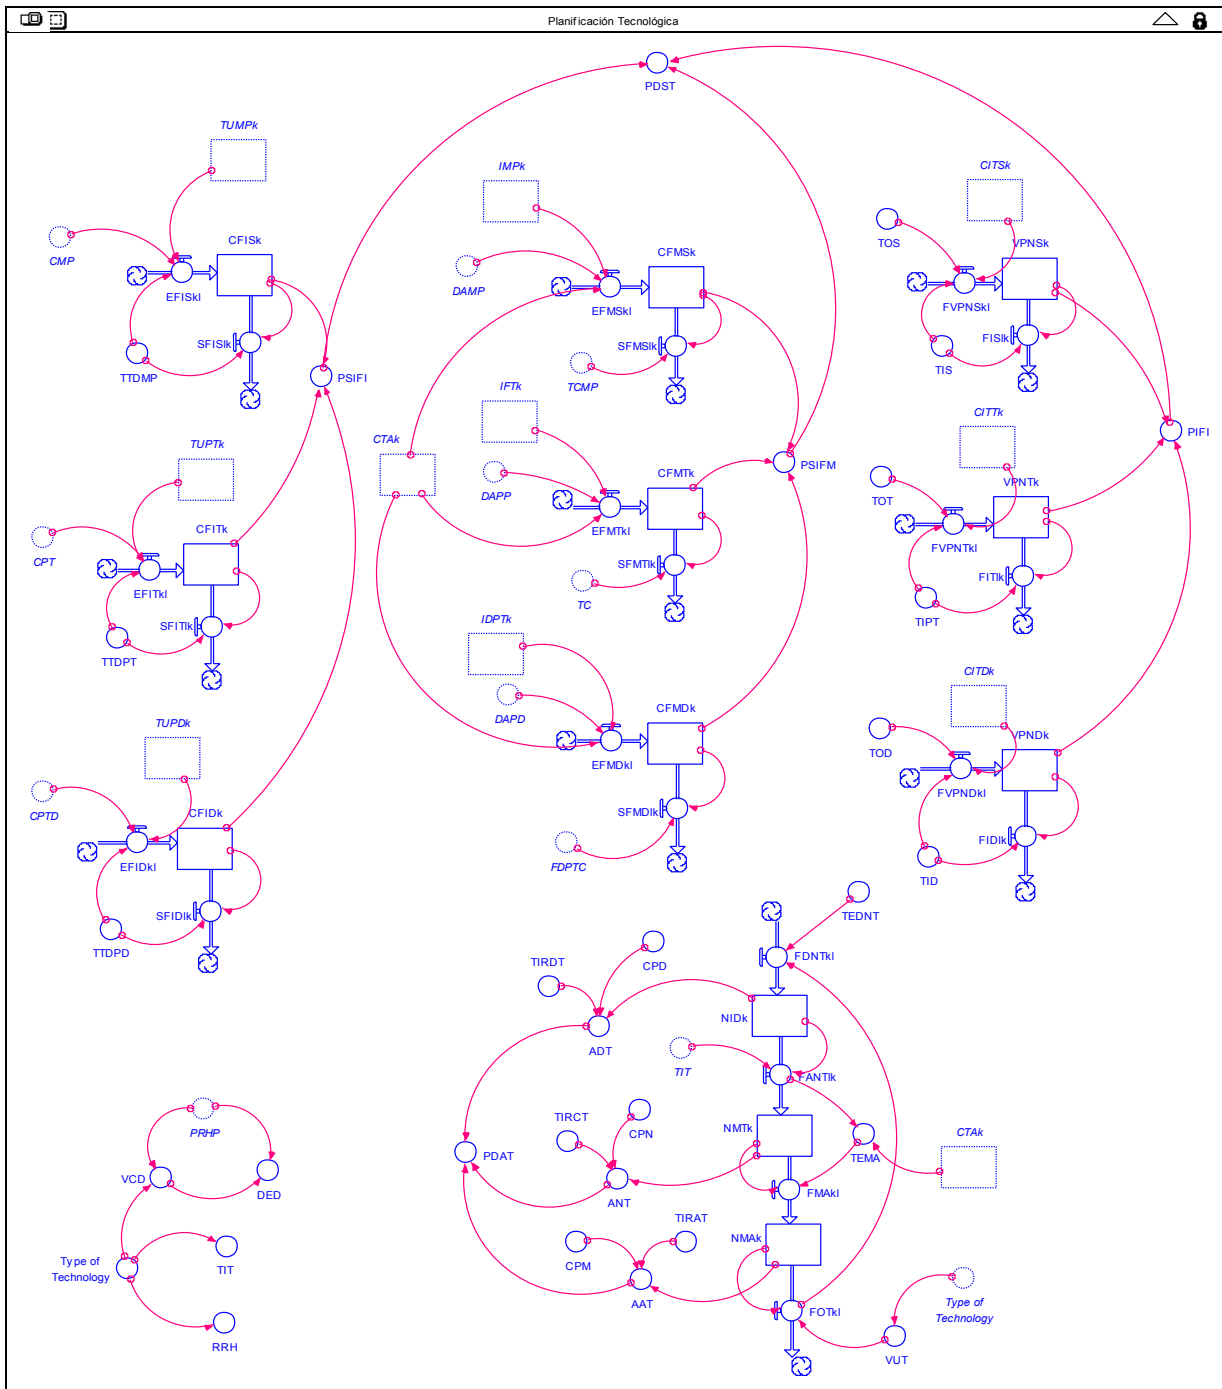 Planificación Tecnológica
PDST
TUMPk
IMPk
CITSk
CMP
CFISk
TOS
VPNSk
DAMP
CFMSk
EFISkl
EFMSkl
FVPNSkl
SFISlk
SFMSlk
FISlk
TTDMP
TCMP
TIS
PSIFI
IFTk
CITTk
TUPTk
CTAk
PIFI
PSIFM
CFMTk
TOT
VPNTk
DAPP
CPT
CFITk
EFMTkl
FVPNTkl
EFITkl
SFMTlk
FITlk
TC
TIPT
SFITlk
TTDPT
IDPTk
CITDk
TUPDk
DAPD
CFMDk
TOD
VPNDk
EFMDkl
FVPNDkl
CPTD
CFIDk
SFMDlk
FIDlk
EFIDkl
FDPTC
TID
SFIDlk
TTDPD
TEDNT
TIRDT
CPD
FDNTkl
NIDk
ADT
TIT
FANTlk
TIRCT
CPN
NMTk
PRHP
PDAT
TEMA
CTAk
VCD
DED
ANT
FMAkl
TIRAT
NMAk
Type of
Technology
TIT
CPM
AAT
FOTkl
Type of
Technology
RRH
VUT